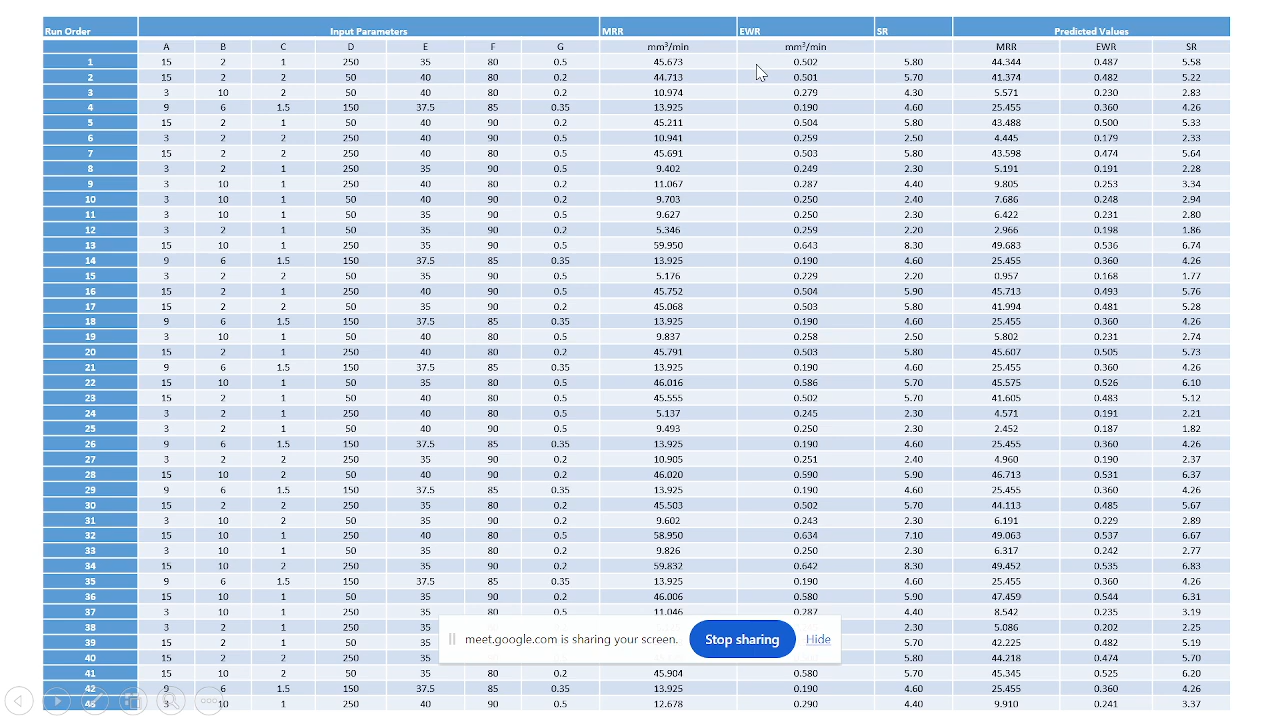 Run Order Input Parameters MRR EWR SR Predicted Values
A B C D E F G mm³/min mm³/min MRR EWR SR
1 15 2 1 250 35 80 0.5 45.673 0.502 5.80 44.344 0.487 5.58
2 15 2 2 50 40 80 0.2 44.713 0.501 5.70 41.374 0.482 5.22
3 3 10 2 50 40 80 0.2 10.974 0.279 4.30 5.571 0.230 2.83
4 9 6 1.5 150 37.5 85 0.35 13.925 0.190 4.60 25.455 0.360 4.26
5 15 2 1 50 40 90 0.2 45.211 0.504 5.80 43.488 0.500 5.33
6 3 2 2 250 40 90 0.5 10.941 0.259 2.50 4.445 0.179 2.33
7 15 2 2 250 40 80 0.5 45.691 0.503 5.80 43.598 0.474 5.64
8 3 2 1 250 35 80 0.2 9.402 0.249 2.30 5.191 0.191 2.28
9 3 10 1 250 40 80 0.2 11.067 0.287 4.40 9.805 0.253 3.34
10 3 10 1 50 40 90 0.2 9.703 0.250 2.40 7.686 0.248 2.94
11 3 10 1 50 35 80 0.5 9.627 0.250 2.30 6.422 0.231 2.80
12 3 2 1 50 35 90 0.2 5.346 0.259 2.20 2.966 0.198 1.86
13 15 10 1 250 35 90 0.5 59.950 0.643 8.30 49.683 0.536 6.74
14 9 6 1.5 150 37.5 85 0.35 13.925 0.190 4.60 25.455 0.360 4.26
15 3 2 2 50 35 90 0.5 5.176 0.229 2.20 0.957 0.168 1.77
16 15 2 1 250 40 90 0.5 45.752 0.504 5.90 45.713 0.493 5.76
17 15 2 2 50 35 90 0.2 45.068 0.503 5.80 41.994 0.481 5.28
18 9 6 1.5 150 37.5 85 0.35 13.925 0.190 4.60 25.455 0.360 4.26
19 3 10 1 50 40 80 0.5 9.837 0.258 2.50 5.802 0.231 2.74
20 15 2 1 250 40 80 0.2 45.791 0.503 5.80 45.607 0.505 5.73
21 9 6 1.5 150 37.5 85 0.35 13.925 0.190 4.60 25.455 0.360 4.26
22 15 10 1 50 35 80 0.5 46.016 0.586 5.70 45.575 0.526 6.10
23 15 2 1 50 40 80 0.5 45.555 0.502 5.70 41.605 0.483 5.12
24 3 2 1 250 40 80 0.5 5.137 0.245 2.30 4.571 0.191 2.21
25 3 2 1 50 40 90 0.5 9.493 0.250 2.30 2.452 0.187 1.82
26 9 6 1.5 150 37.5 85 0.35 13.925 0.190 4.60 25.455 0.360 4.26
27 3 2 2 250 35 90 0.2 10.905 0.251 2.40 4.960 0.190 2.37
28 15 10 2 50 40 90 0.2 46.020 0.590 5.90 46.713 0.531 6.37
29 9 6 1.5 150 37.5 85 0.35 13.925 0.190 4.60 25.455 0.360 4.26
30 15 2 2 250 35 80 0.2 45.503 0.502 5.70 44.113 0.485 5.67
31 3 10 2 50 35 90 0.2 9.602 0.243 2.30 6.191 0.229 2.89
32 15 10 1 250 40 80 0.5 58.950 0.634 7.10 49.063 0.537 6.67
33 3 10 1 50 35 80 0.2 9.826 0.250 2.30 6.317 0.242 2.77
34 15 10 2 250 35 80 0.2 59.832 0.642 8.30 49.452 0.535 6.83
35 9 6 1.5 150 37.5 85 0.35 13.925 0.190 4.60 25.455 0.360 4.26
36 15 10 1 50 35 90 0.2 46.006 0.580 5.90 47.459 0.544 6.31
37 3 10 1 250 35 80 0.5 11.046 0.287 4.40 8.542 0.235 3.19
38 3 2 1 250 35 2.30 5.086 0.202 2.25
39 15 2 1 50 35 5.70 42.225 0.482 5.19
40 15 2 2 250 35 5.80 44.218 0.474 5.70
41 15 10 2 50 35 80 0.2 45.904 0.580 5.70 45.345 0.525 6.20
42 9 6 1.5 150 37.5 85 0.35 13.925 0.190 4.60 25.455 0.360 4.26
3 10 1 250 35 90 12.678 0.290 4.40 9.910 0.241 3.37
meet.google.com is sharing your screen. Stop sharing Hide